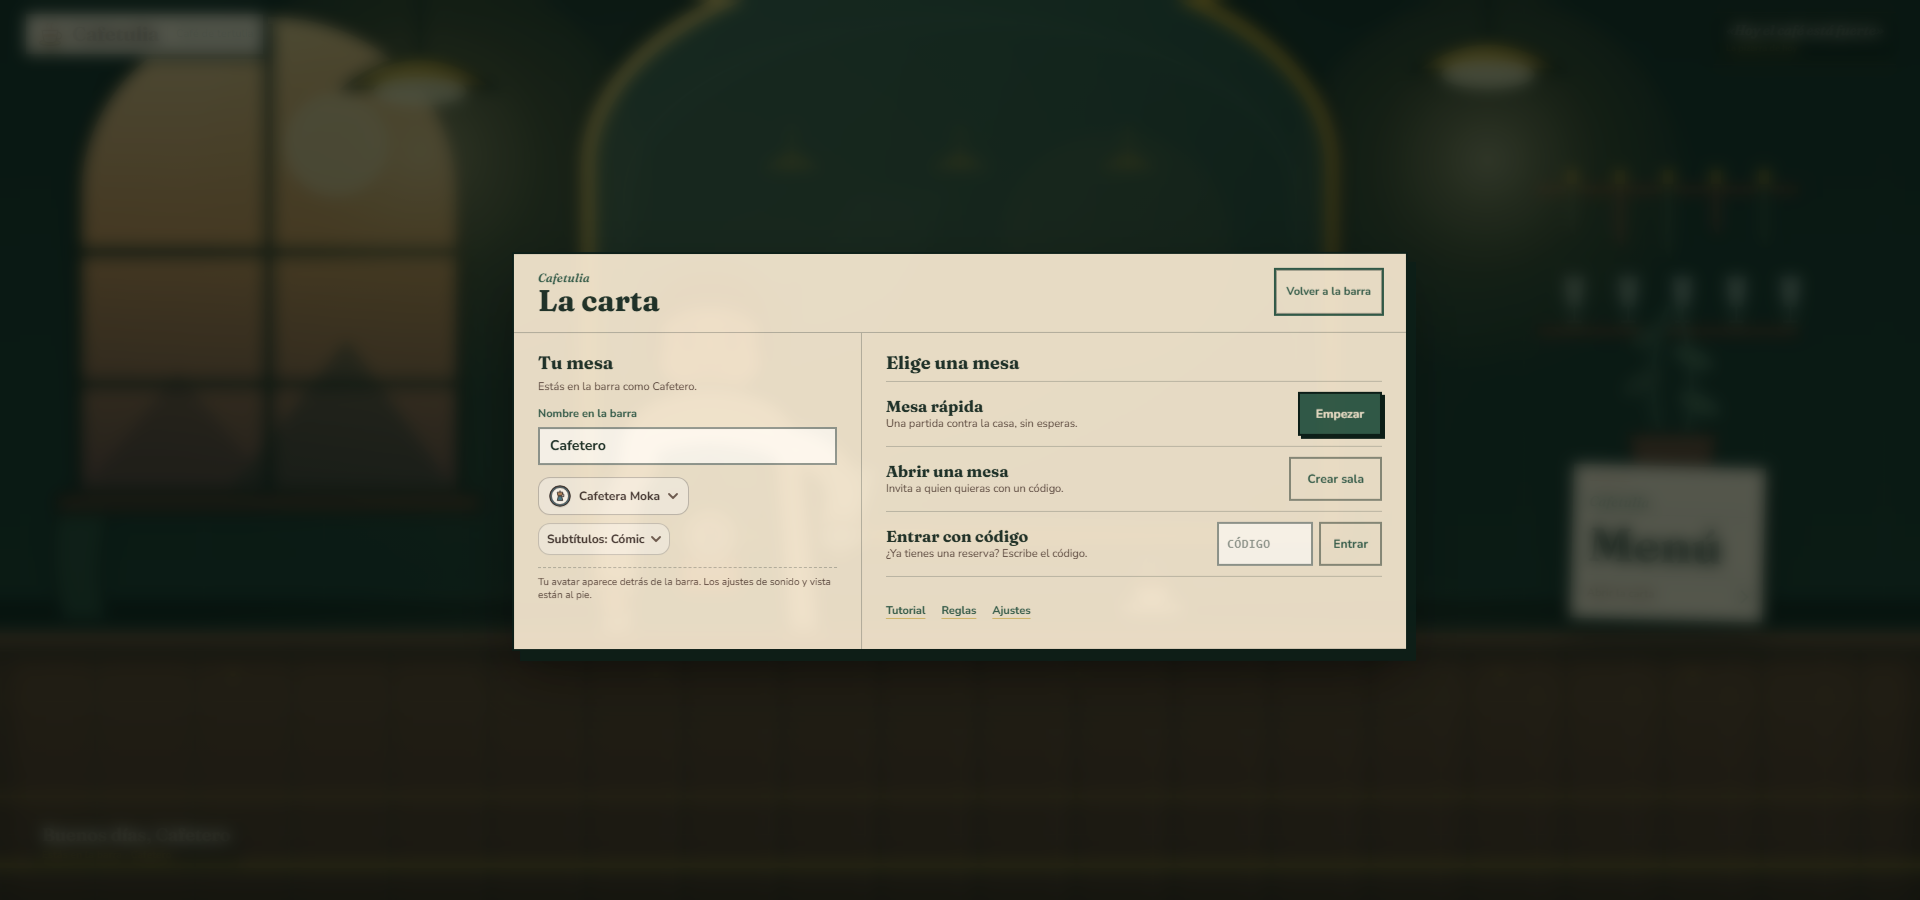 Cafetulia
La carta
Volver a la barra
Tu mesa
Estás en la barra como Cafetero.
Nombre en la barra
Cafetero
Cafetera Moka
Subtítulos: Cómic
Tu avatar aparece detrás de la barra. Los ajustes de sonido y vista
están al pie.
Elige una mesa
Mesa rápida
Una partida contra la casa, sin esperas.
Empezar
Abrir una mesa
Invita a quien quieras con un código.
Crear sala
Entrar con código
¿Ya tienes una reserva? Escribe el código.
CÓDIGO
Entrar
Tutorial Reglas Ajustes
Menú